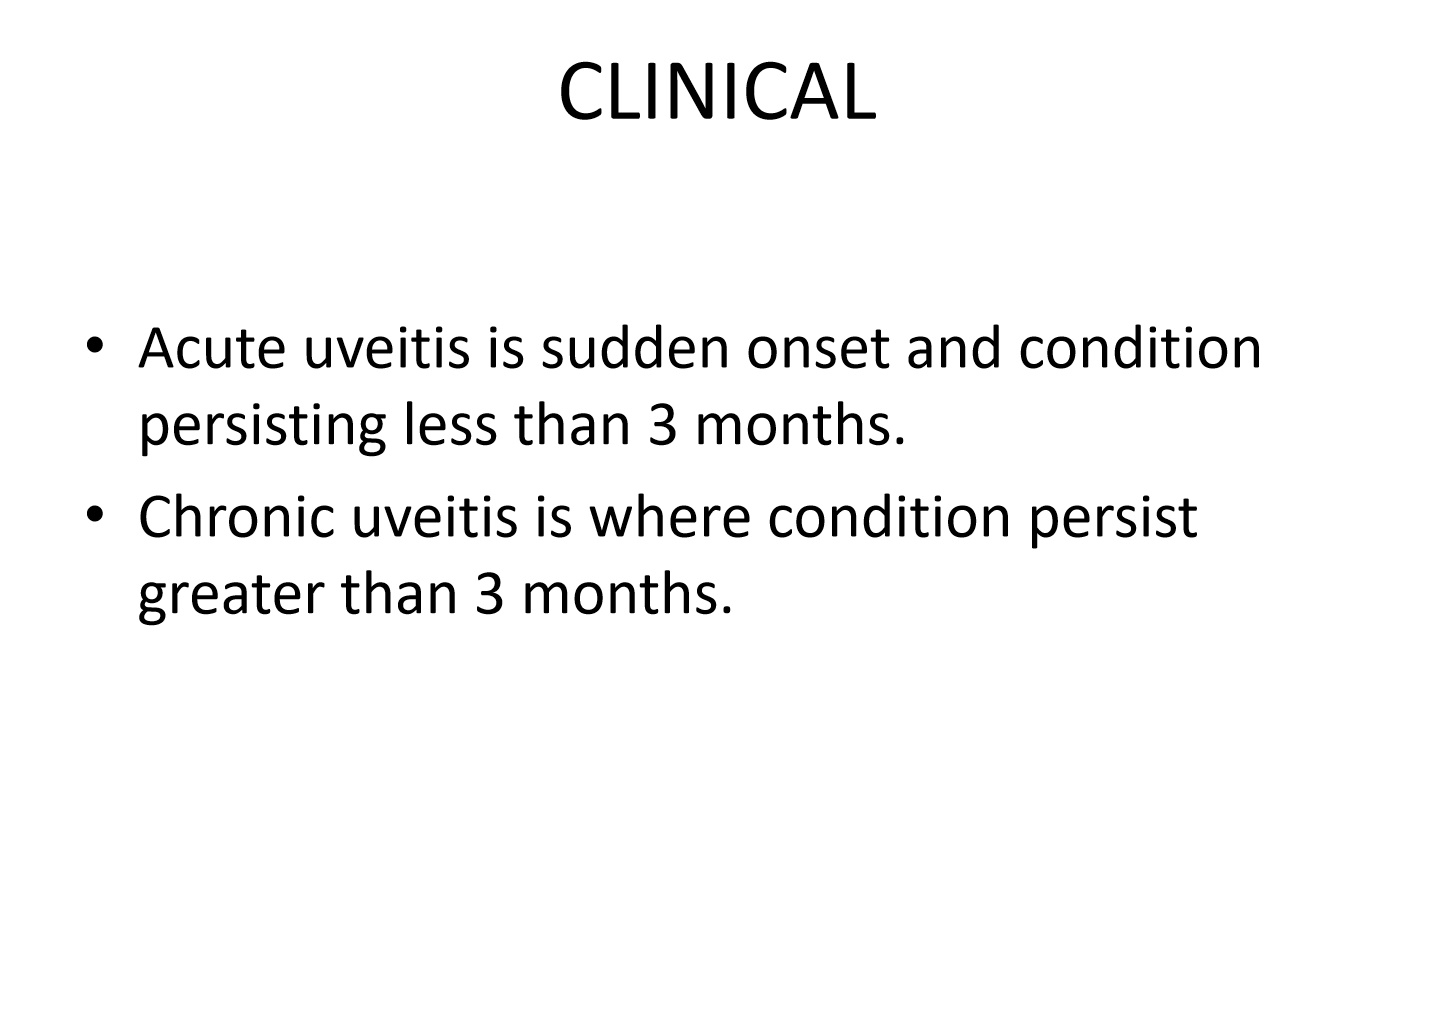 CLINICAL
• Acute uveitis is sudden onset and condition
persisting less than 3 months.
• Chronic uveitis is where condition persist
greater than 3 months.